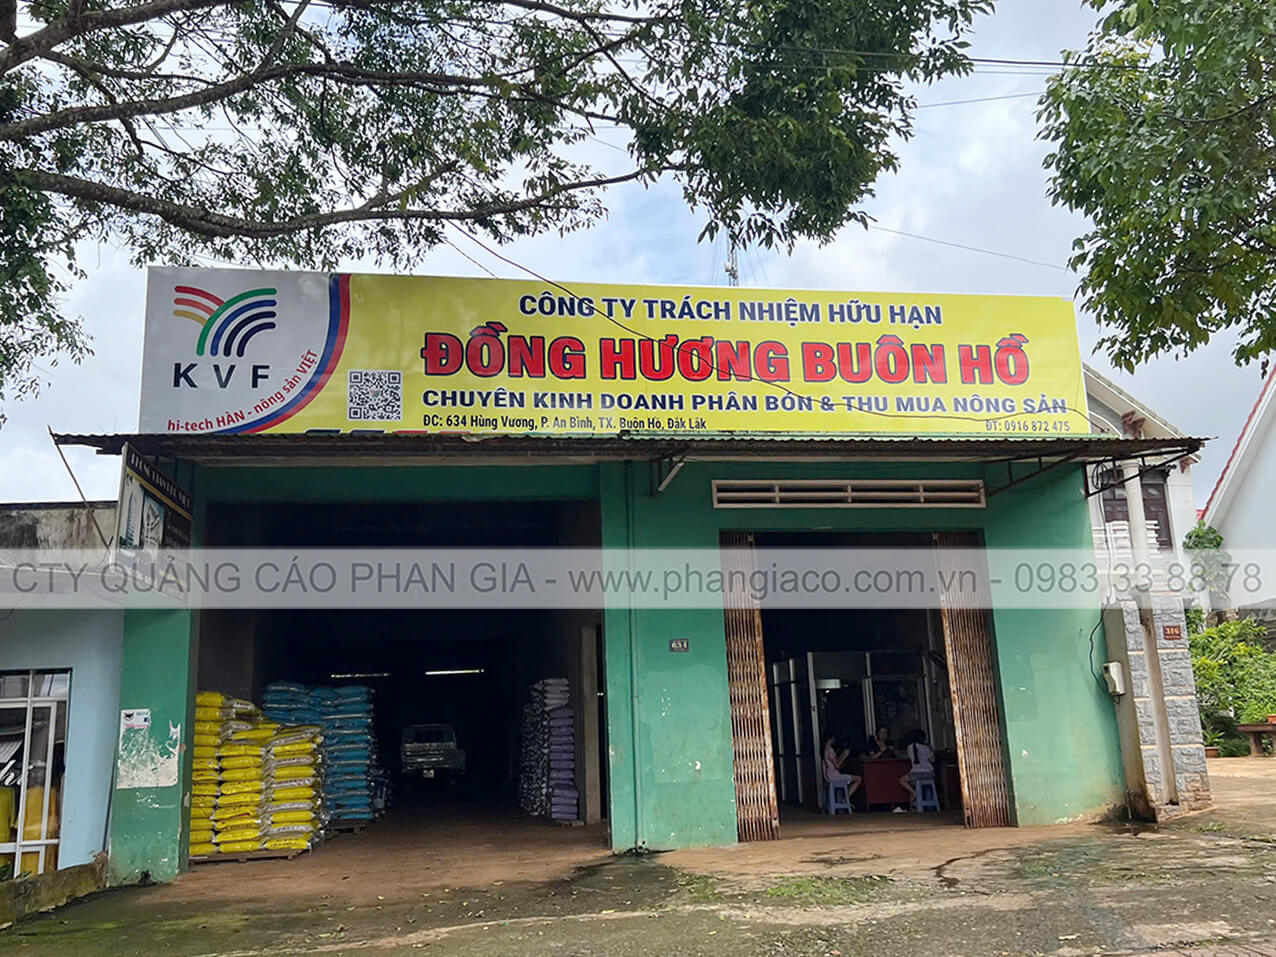 CÔNG TY TRÁCH NHIỆM HỮU HẠN
ĐỒNG HƯƠNG BUÔN HỒ
CHUYÊN KINH DOANH PHÂN BÓN & THU MUA NÔNG SẢN
ĐC: 634 Hùng Vương, P. An Bình, TX. Buôn Hồ, Đắk Lắk
ĐT: 0916 872 475
KVF
hi-tech HÀN - nông sản VIỆT
CTY QUẢNG CÁO PHAN GIA - www.phangiaco.com.vn - 0983 33 88 78
634
316